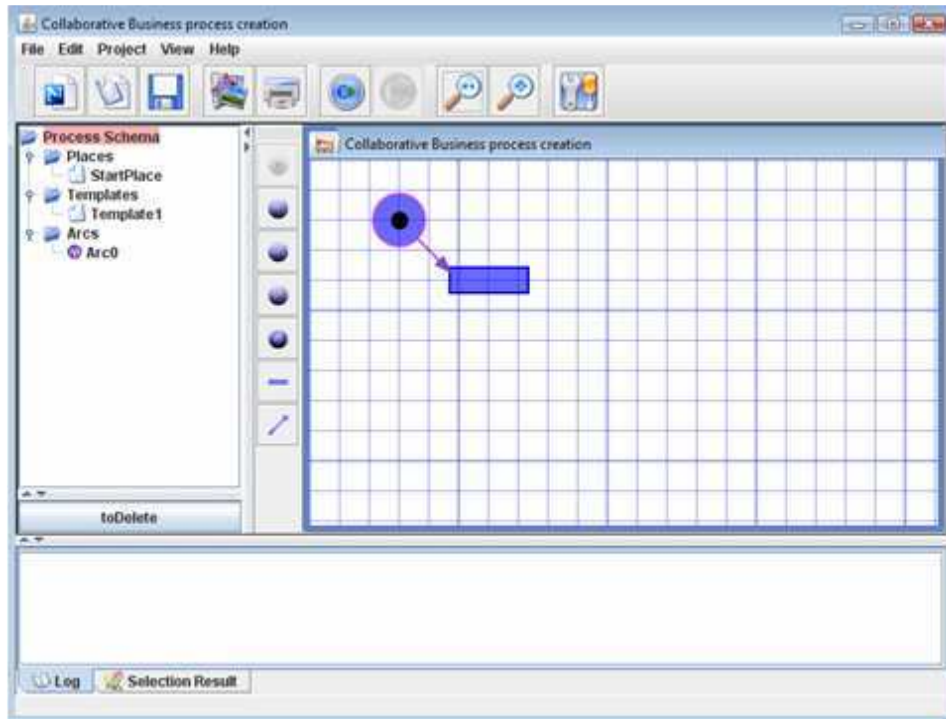 Collaborative Business process creation
File Edit Project View Help
Process Schema
Places
StartPlace
Templates
Template1
Arcs
Arc0
toDelete
Collaborative Business process creation
Log Selection Result